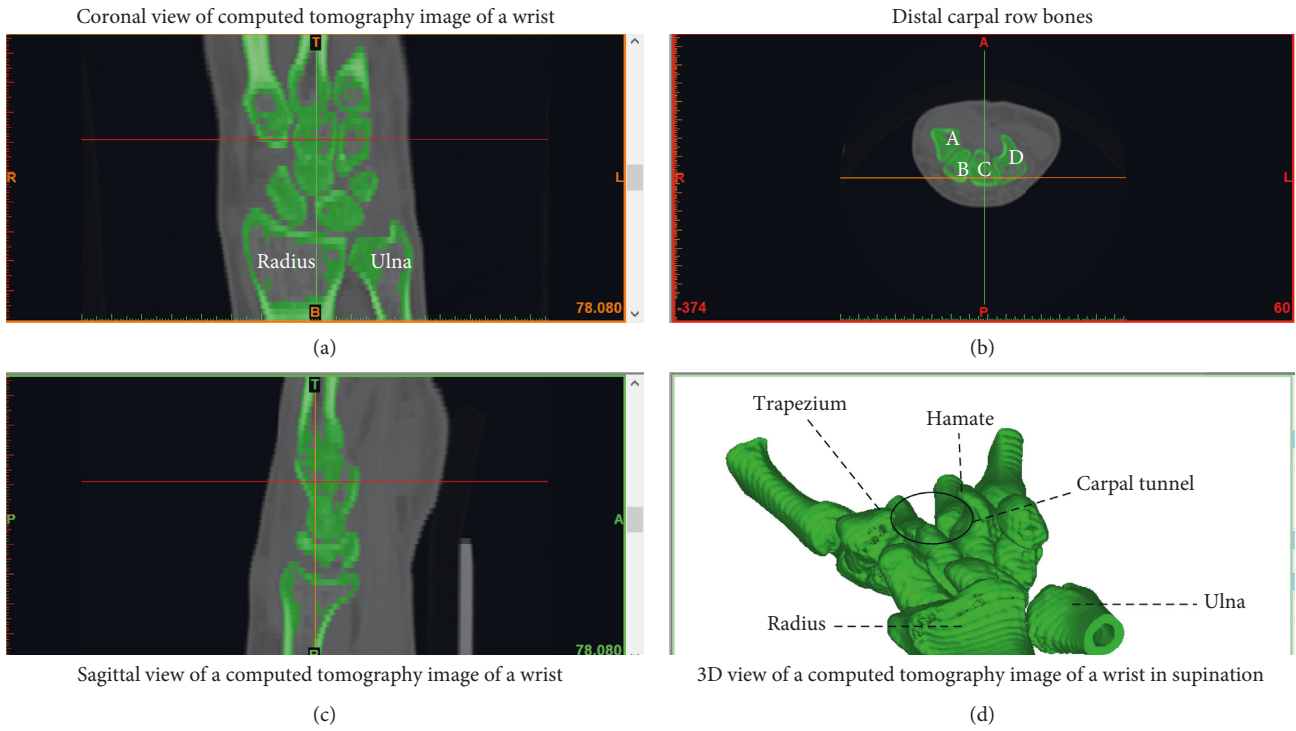 Coronal view of computed tomography image of a wrist
T
R
L
Radius
Ulna
B
78.080
(a)
Distal carpal row bones
A
A
D
B
C
R
L
-374
P
60
(b)
T
P
A
78.080
Sagittal view of a computed tomography image of a wrist
(c)
Trapezium
Hamate
Carpal tunnel
Ulna
Radius
3D view of a computed tomography image of a wrist in supination
(d)